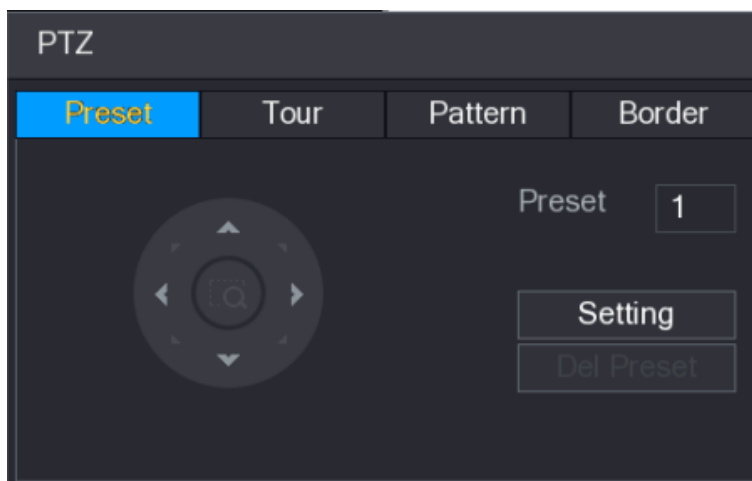 PTZ
Preset Tour Pattern Border
Preset 1
Setting
Del Preset